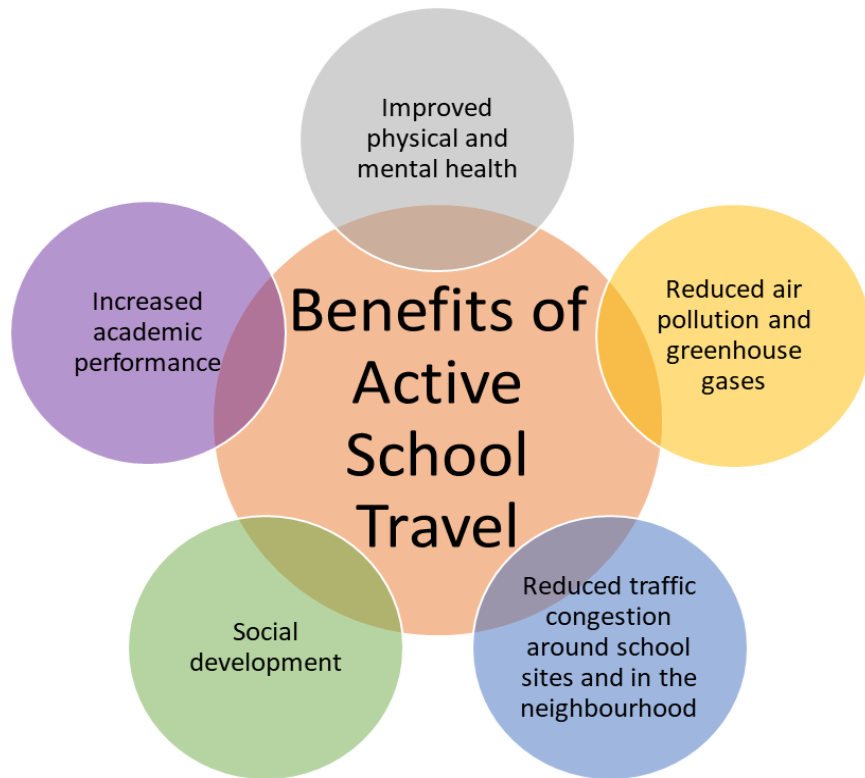 Improved
physical and
mental health
Increased
academic
performance
Benefits of
Active
School
Travel
Reduced air
pollution and
greenhouse
gases
Social
development
Reduced traffic
congestion
around school
sites and in the
neighbourhood